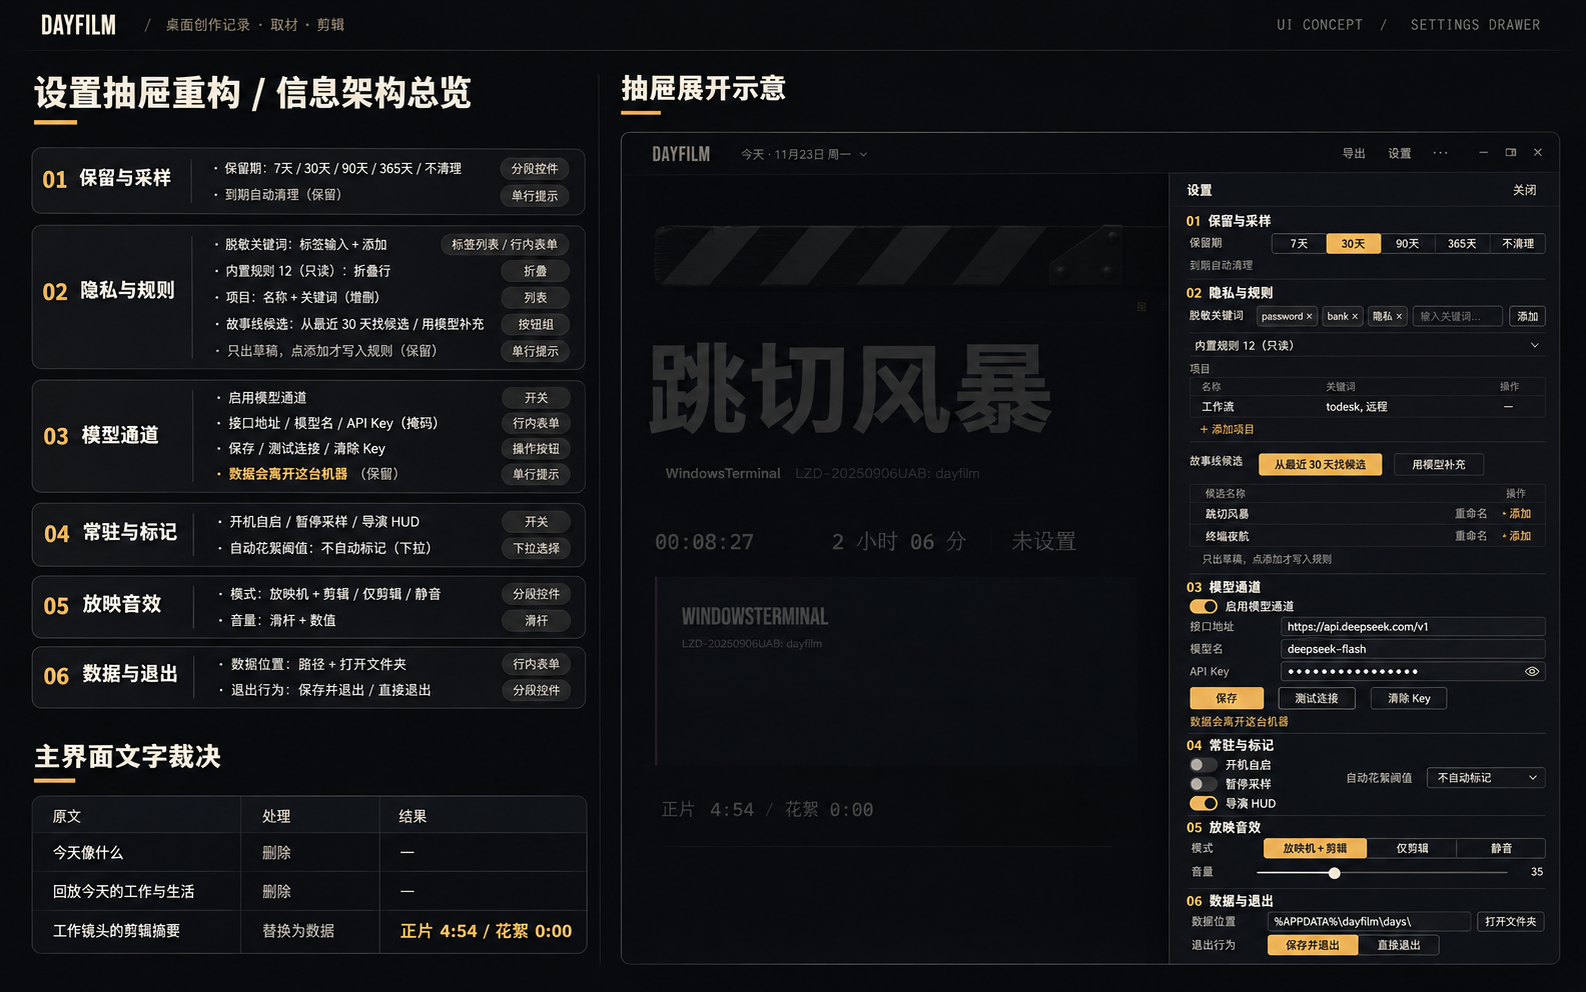 DAYFILM / 桌面创作记录 · 取材 · 剪辑
UI CONCEPT / SETTINGS DRAWER
设置抽屉重构 / 信息架构总览
01 保留与采样
· 保留期：7天 / 30天 / 90天 / 365天 / 不清理 分段控件
· 到期自动清理（保留） 单行提示
02 隐私与规则
· 脱敏关键词：标签输入 + 添加 标签列表 / 行内表单
· 内置规则 12（只读）：折叠行 折叠
· 项目：名称 + 关键词（增删） 列表
· 故事线候选：从最近 30 天找候选 / 用模型补充 按钮组
· 只出草稿，点添加才写入规则（保留） 单行提示
03 模型通道
· 启用模型通道 开关
· 接口地址 / 模型名 / API Key（掩码） 行内表单
· 保存 / 测试连接 / 清除 Key 操作按钮
· 数据会离开这台机器 （保留） 单行提示
04 常驻与标记
· 开机自启 / 暂停采样 / 导演 HUD 开关
· 自动花絮阈值：不自动标记（下拉） 下拉选择
05 放映音效
· 模式：放映机 + 剪辑 / 仅剪辑 / 静音 分段控件
· 音量：滑杆 + 数值 滑杆
06 数据与退出
· 数据位置：路径 + 打开文件夹 行内表单
· 退出行为：保存并退出 / 直接退出 分段控件
主界面文字裁决
原文 处理 结果
今天像什么 删除 —
回放今天的工作与生活 删除 —
工作镜头的剪辑摘要 替换为数据 正片 4:54 / 花絮 0:00
抽屉展开示意
DAYFILM 今天 · 11月23日 周一
导出 设置 ··· — ×
跳切风暴
WindowsTerminal LZD-20250906UAB: dayfilm
00:08:27 2 小时 06 分 未设置
WINDOWSTERMINAL
LZD-20250906UAB: dayfilm
正片 4:54 / 花絮 0:00
设置 关闭
01 保留与采样
保留期 7天 30天 90天 365天 不清理
到期自动清理
02 隐私与规则
脱敏关键词 password × bank × 隐私 × 输入关键词... 添加
内置规则 12（只读）
项目
名称 关键词 操作
工作流 todesk, 远程 —
+ 添加项目
故事线候选 从最近 30 天找候选 用模型补充
候选名称 操作
跳切风暴 重命名 + 添加
终端夜航 重命名 + 添加
只出草稿，点添加才写入规则
03 模型通道
启用模型通道
接口地址 https://api.deepseek.com/v1
模型名 deepseek-flash
API Key ●●●●●●●●●●●●●●●
保存 测试连接 清除 Key
数据会离开这台机器
04 常驻与标记
开机自启
暂停采样 自动花絮阈值 不自动标记
导演 HUD
05 放映音效
模式 放映机 + 剪辑 仅剪辑 静音
音量 35
06 数据与退出
数据位置 %APPDATA%\dayfilm\days\ 打开文件夹
退出行为 保存并退出 直接退出